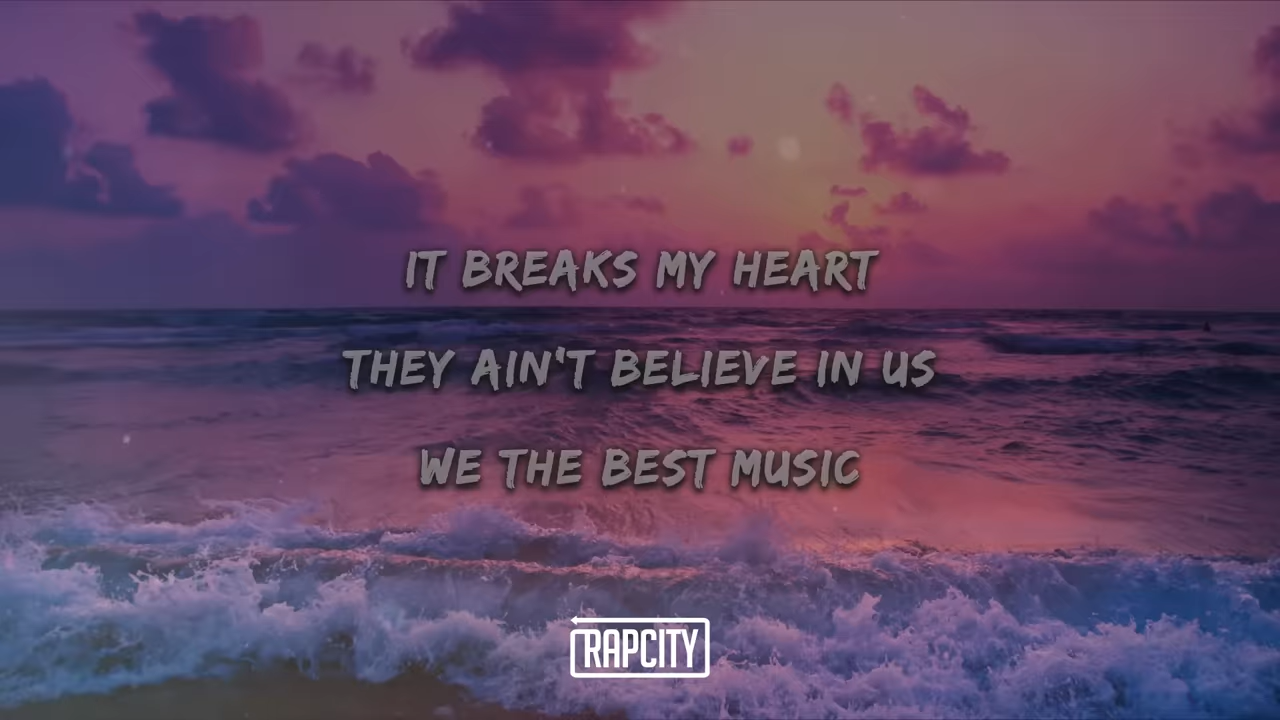 IT BREAKS MY HEART
THEY AIN'T BELIEVE IN US
WE THE BEST MUSIC
RAPCITY